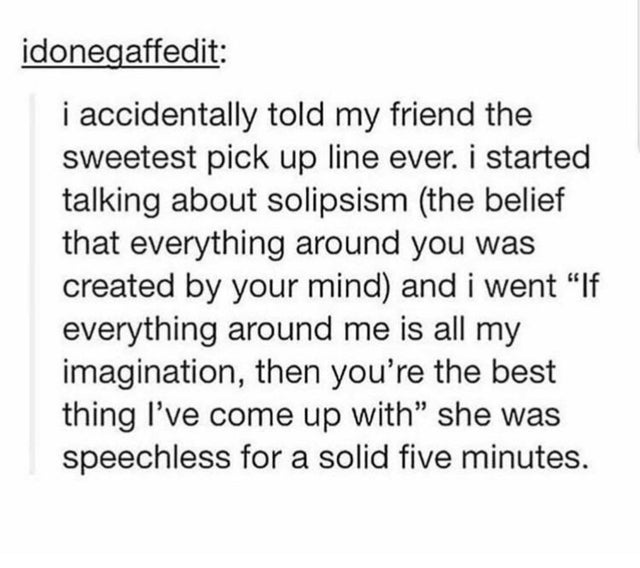 idonegaffedit:
i accidentally told my friend the
sweetest pick up line ever. i started
talking about solipsism (the belief
that everything around you was
created by your mind) and i went “If
everything around me is all my
imagination, then you’re the best
thing I’ve come up with” she was
speechless for a solid five minutes.